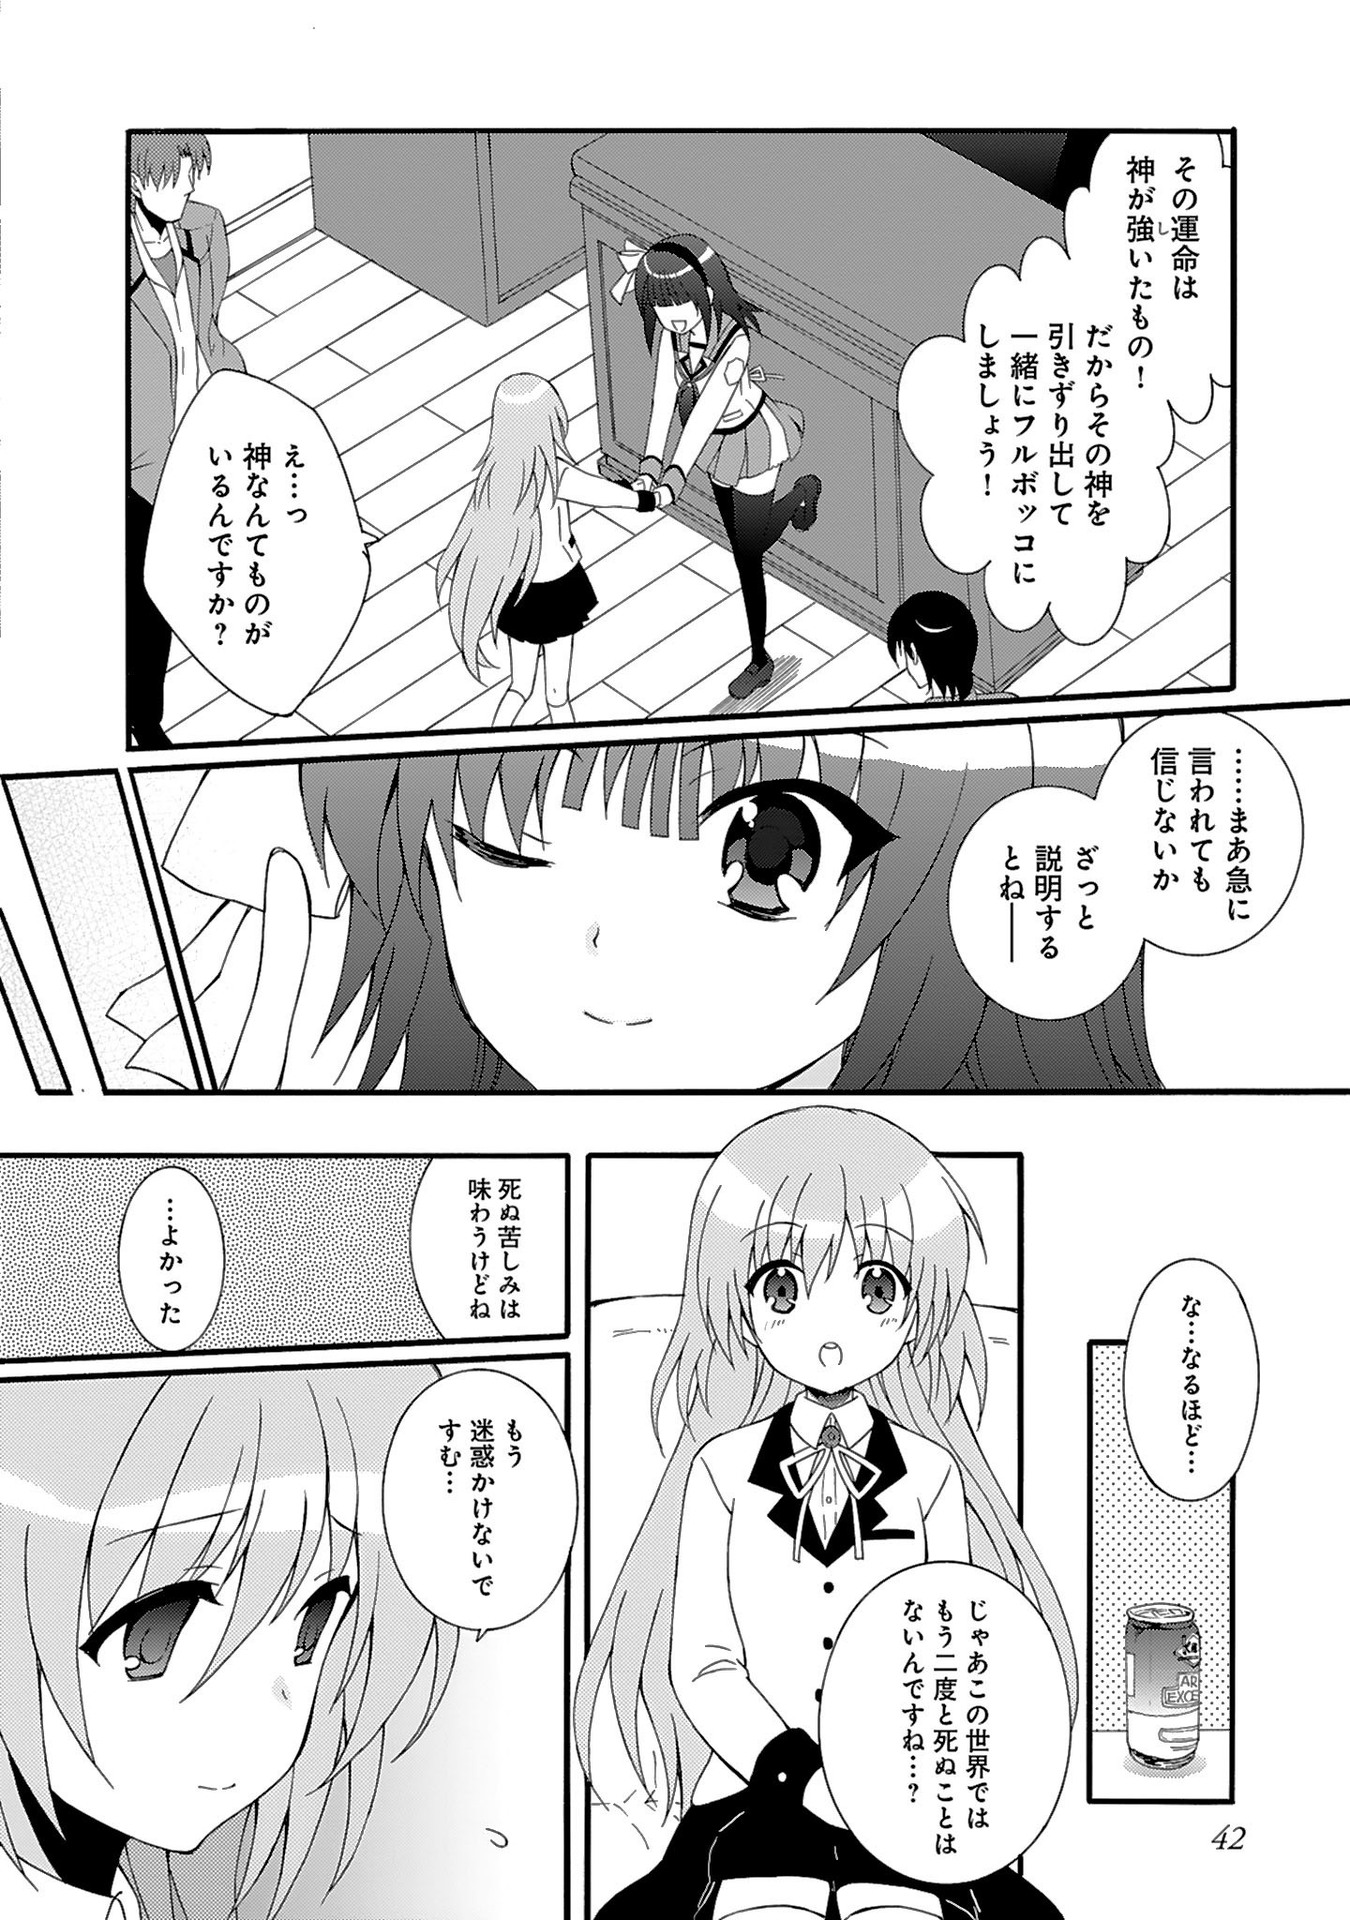 その運命は
神が強いたもの！
し
だからその神を
引きずり出して
一緒にフルボッコに
しましょう！
え…っ
神なんてものが
いるんですか？
……まあ急に
言われても
信じないか
ざっと
説明する
とね──
な…なるほど…
AR
EXCE
じゃあこの世界では
もう二度と死ぬことは
ないんですね…？
死ぬ苦しみは
味わうけどね
…よかった
もう
迷惑かけないで
すむ…
42